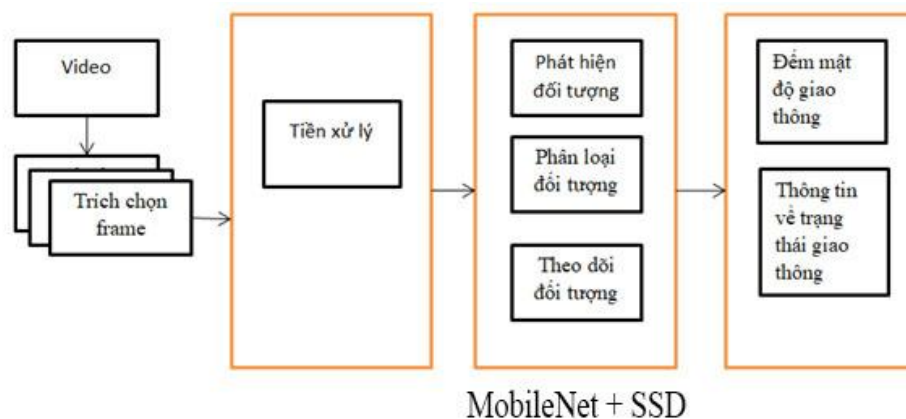 Video
Trích chọn
frame
Tiền xử lý
Phát hiện
đối tượng
Phân loại
đối tượng
Theo dõi
đối tượng
Đếm mật
độ giao
thông
Thông tin
về trạng
thái giao
thông
MobileNet + SSD